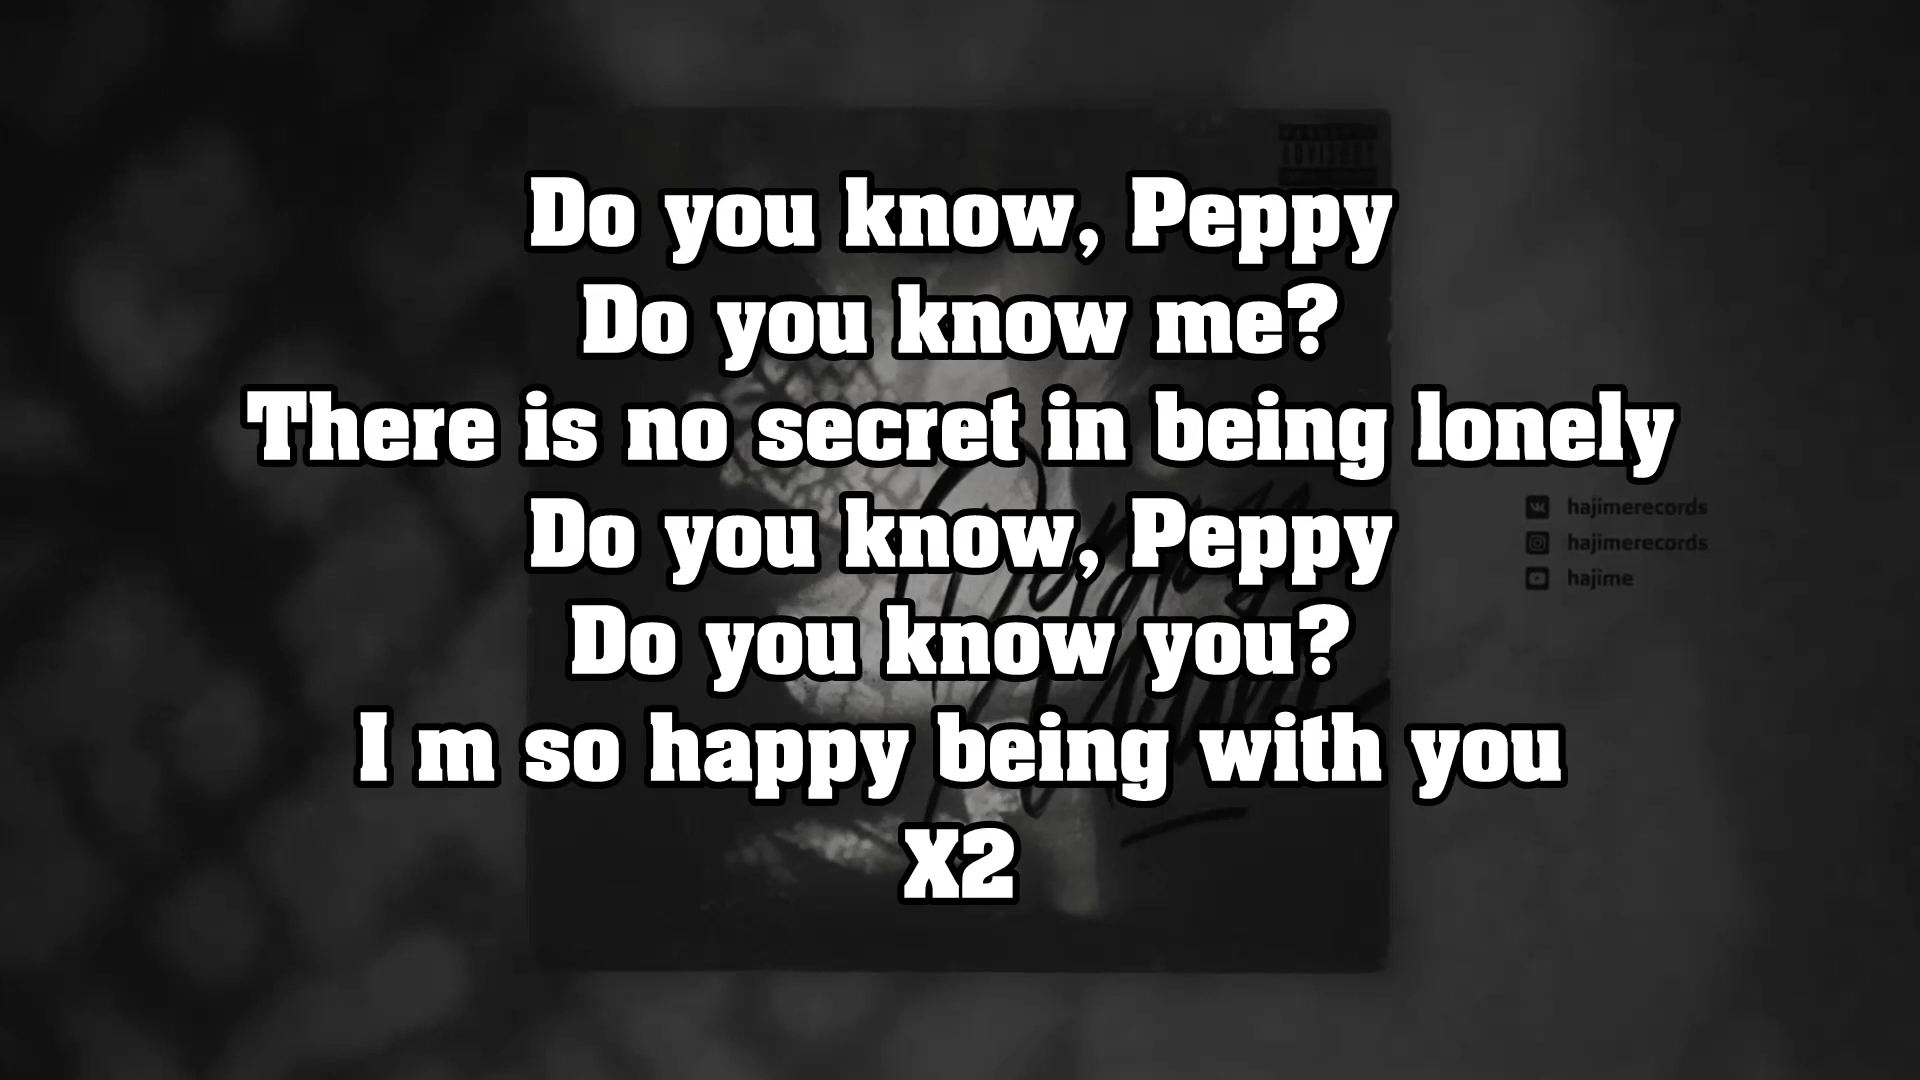 ADVISORY
Do you know, Peppy
Do you know me?
There is no secret in being lonely
Do you know, Peppy
hajimerecords
hajimerecords
hajime
Do you know you?
I m so happy being with you
X2